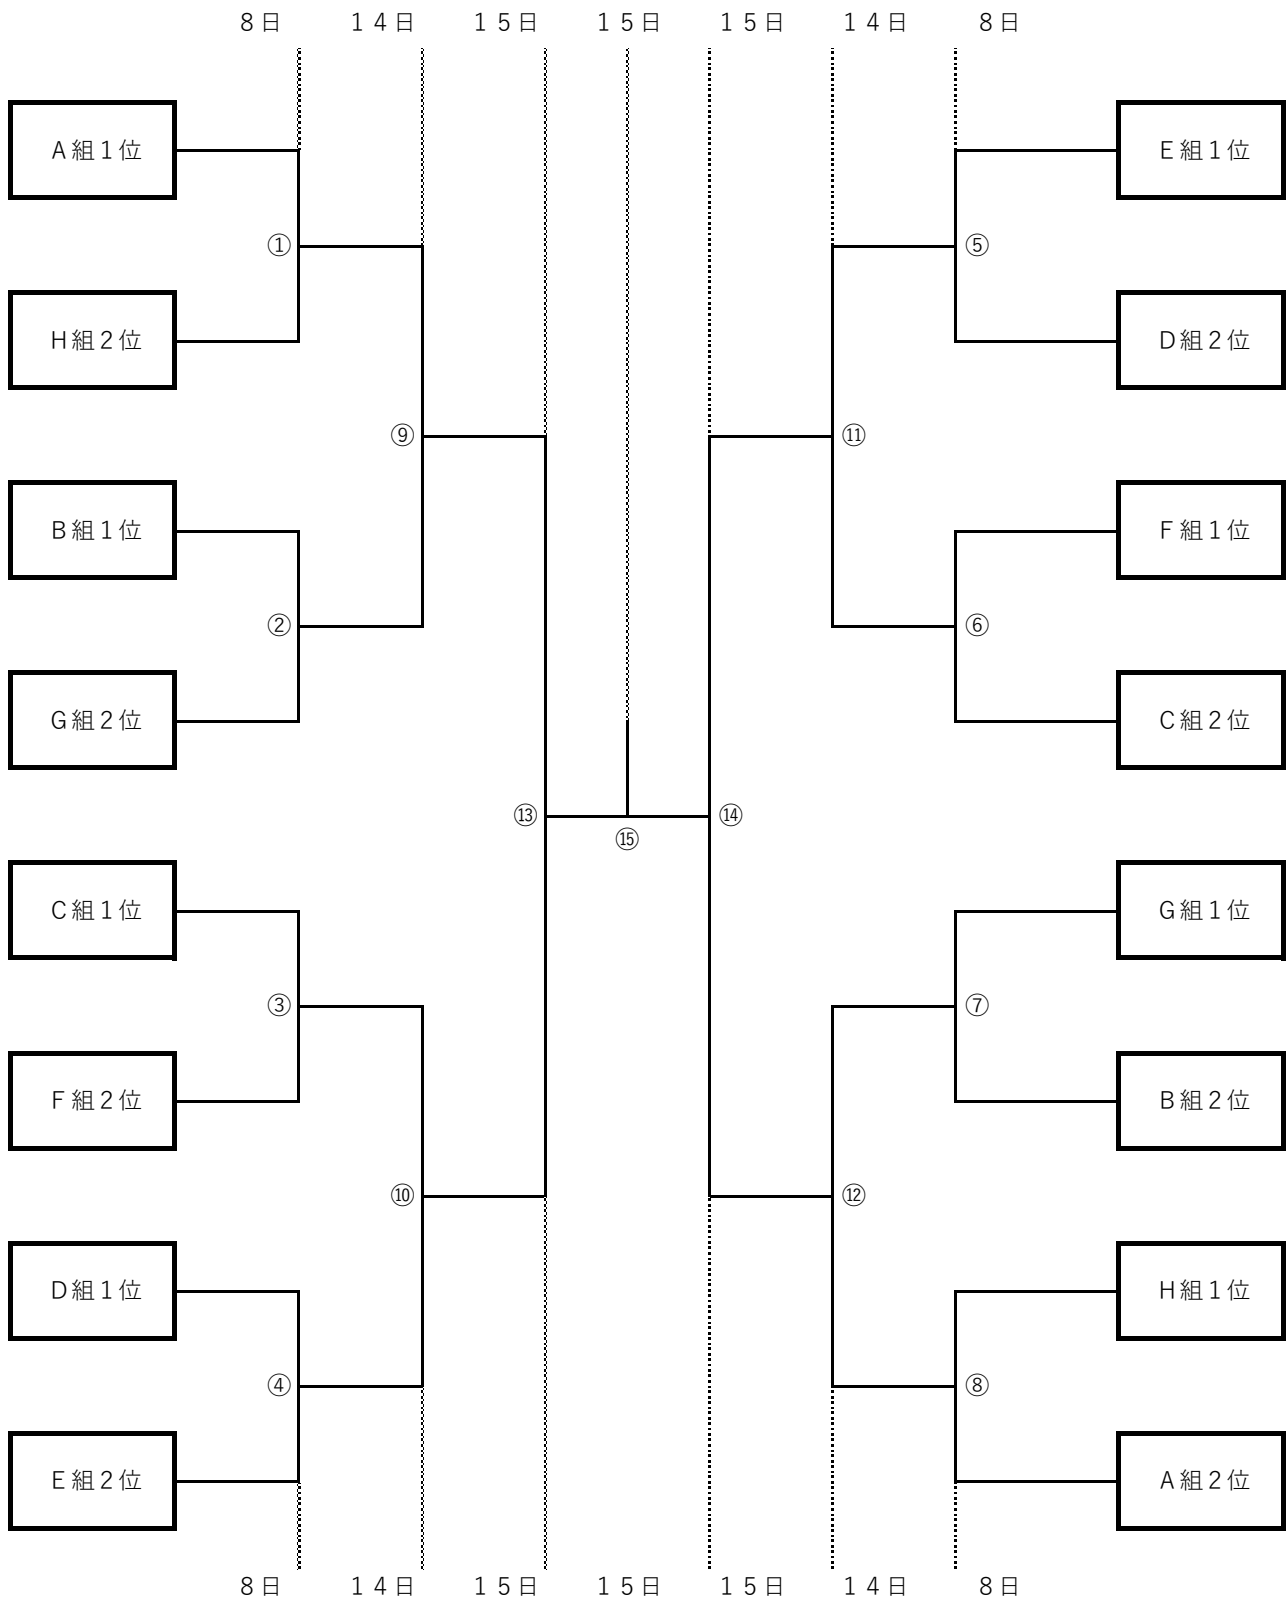 8日 14日 15日 15日 15日 14日 8日
A組1位 E組1位
① ⑤
H組2位 D組2位
⑨ ⑪
B組1位 F組1位
② ⑥
G組2位 C組2位
⑬ ⑭
⑮
C組1位 G組1位
③ ⑦
F組2位 B組2位
⑩ ⑫
D組1位 H組1位
④ ⑧
E組2位 A組2位
8日 14日 15日 15日 15日 14日 8日